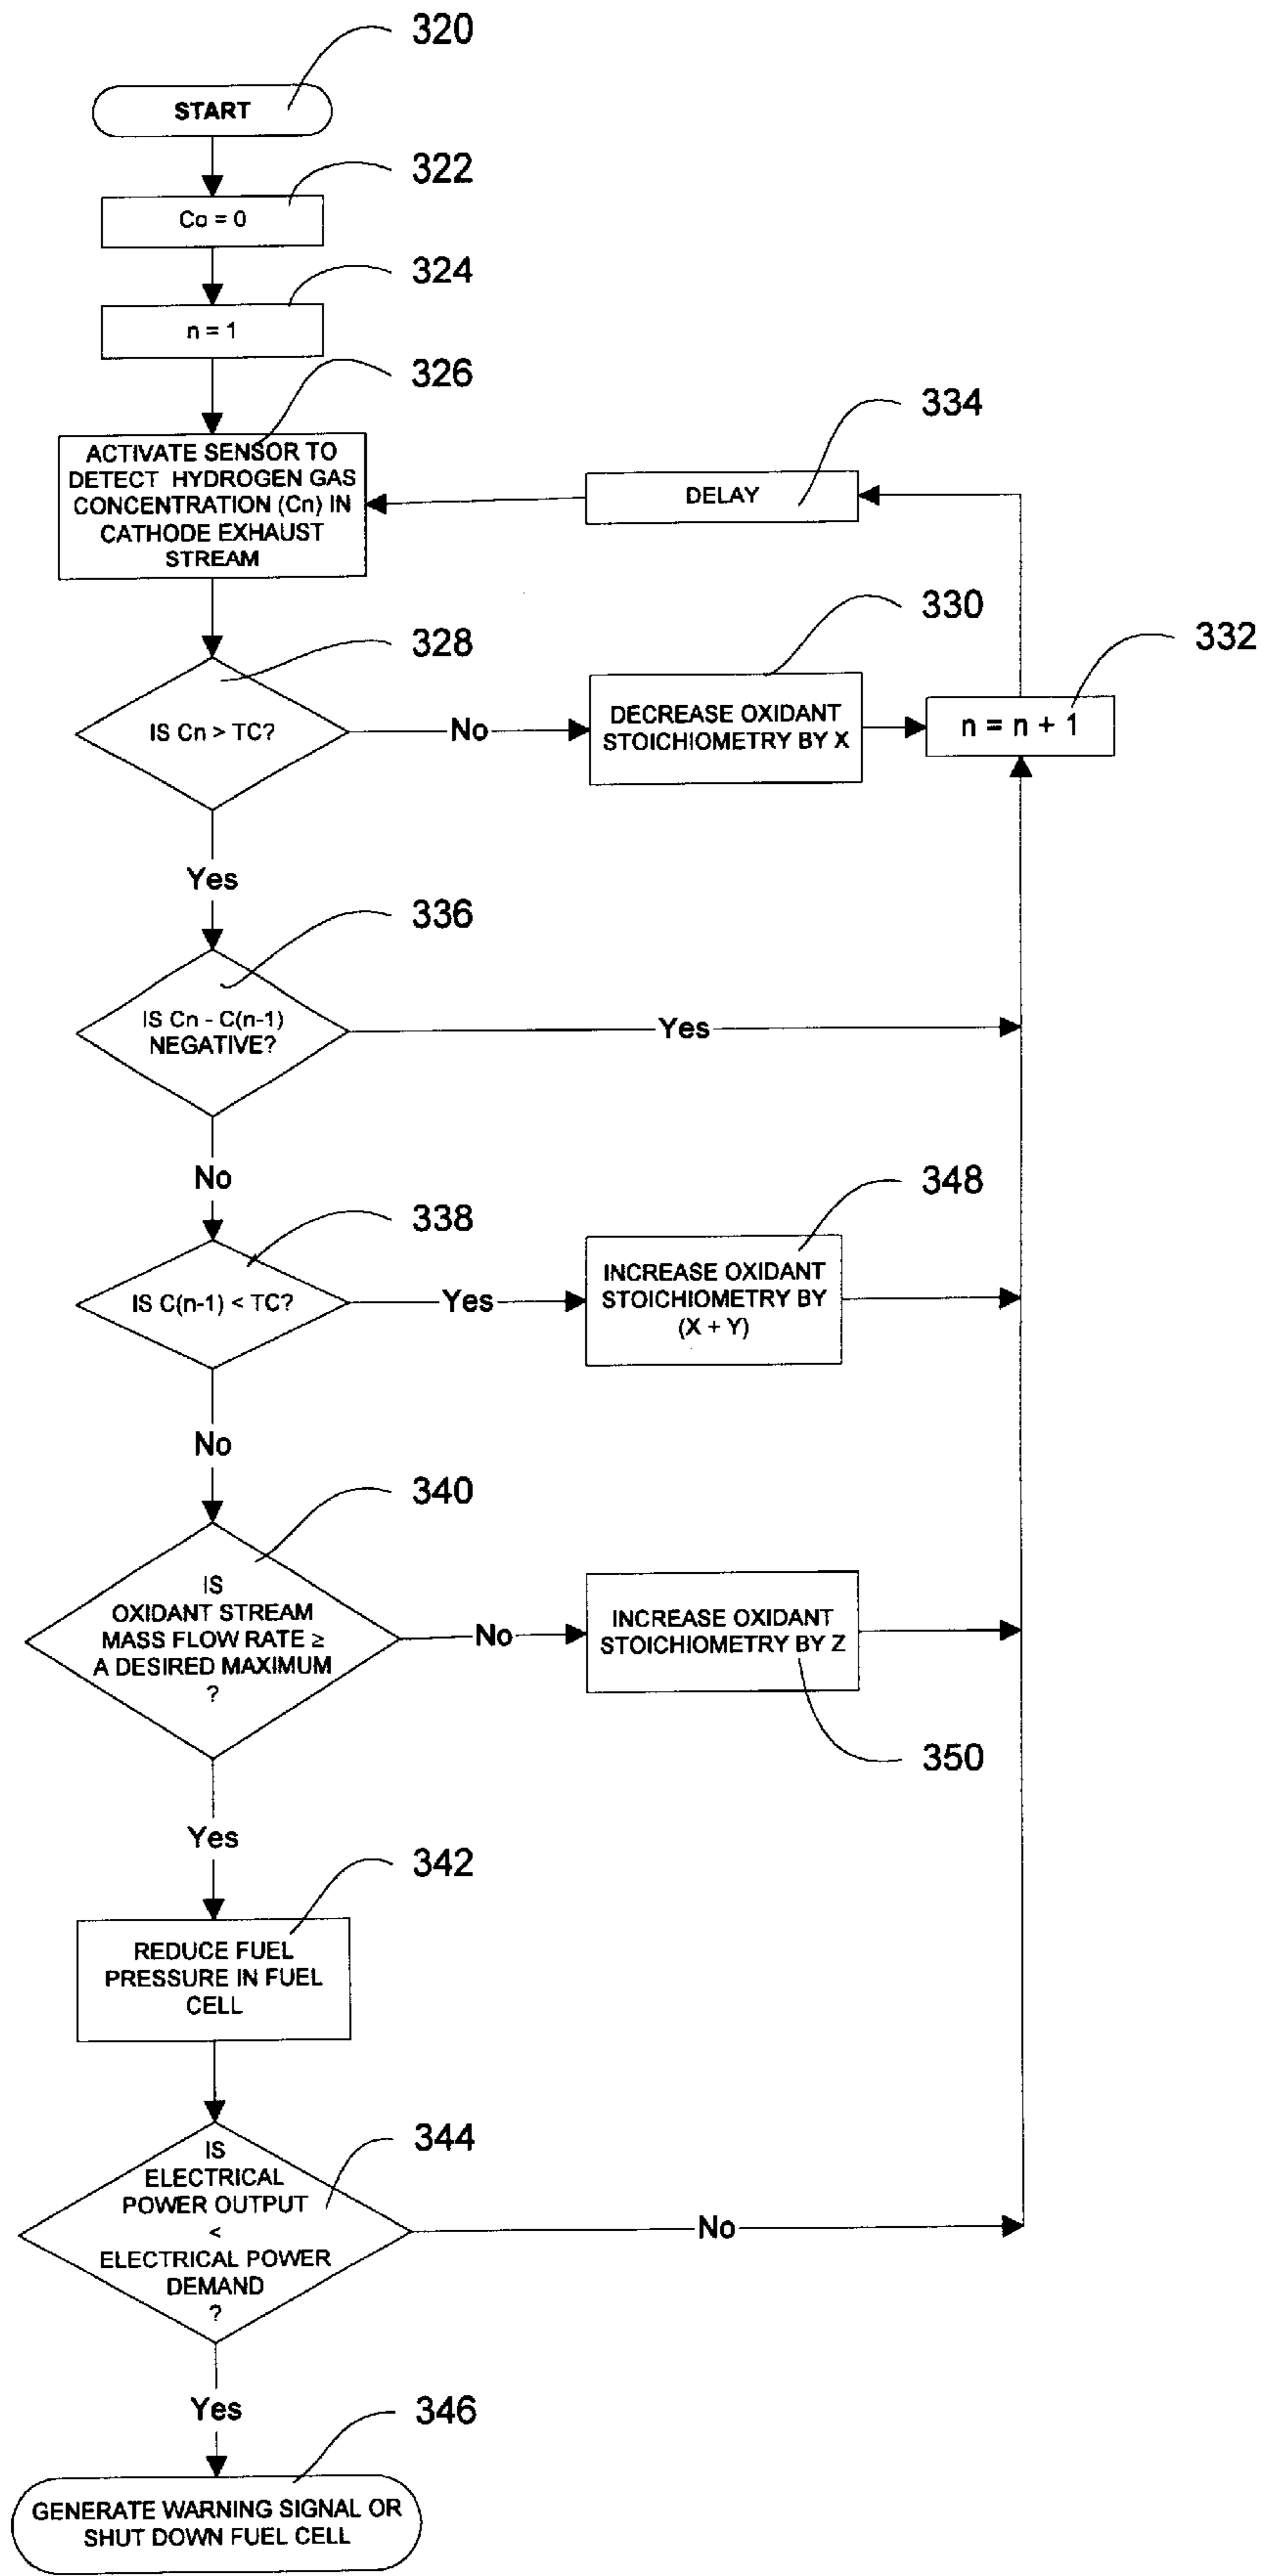 320
START
322
Co = 0
324
n = 1
326
ACTIVATE SENSOR TO
DETECT HYDROGEN GAS
CONCENTRATION (Cn) IN
CATHODE EXHAUST
STREAM
334
DELAY
328
IS Cn > TC?
No
330
DECREASE OXIDANT
STOICHIOMETRY BY X
332
n = n + 1
Yes
336
IS Cn - C(n-1)
NEGATIVE?
Yes
No
338
IS C(n-1) < TC?
Yes
348
INCREASE OXIDANT
STOICHIOMETRY BY
(X + Y)
No
340
IS
OXIDANT STREAM
MASS FLOW RATE ≥
A DESIRED MAXIMUM
?
No
INCREASE OXIDANT
STOICHIOMETRY BY Z
350
Yes
342
REDUCE FUEL
PRESSURE IN FUEL
CELL
344
IS
ELECTRICAL
POWER OUTPUT
<
ELECTRICAL POWER
DEMAND
?
No
Yes
346
GENERATE WARNING SIGNAL OR
SHUT DOWN FUEL CELL